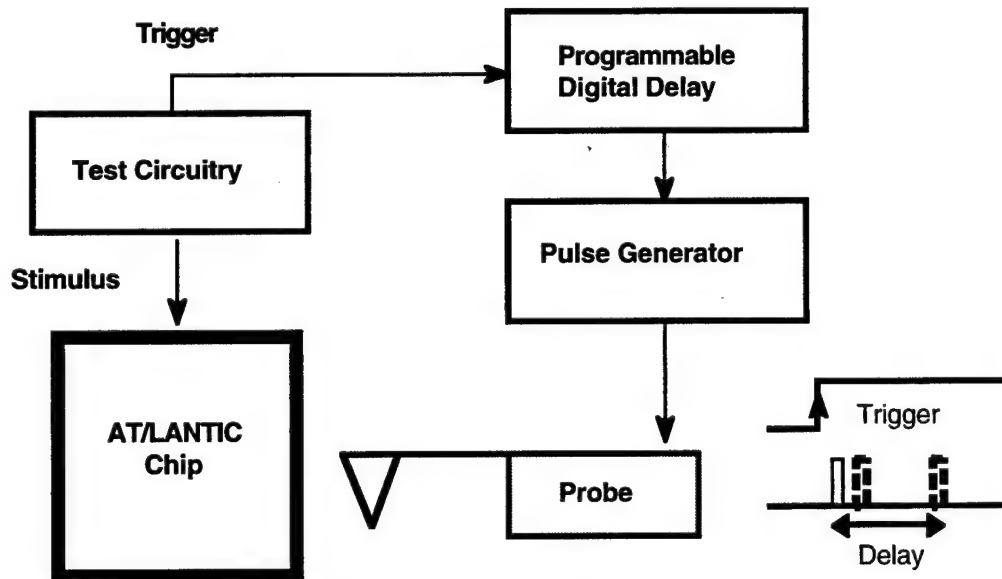 Trigger
Programmable
Digital Delay
Test Circuitry
Pulse Generator
Stimulus
AT/LANTIC
Chip
Probe
Trigger
Delay